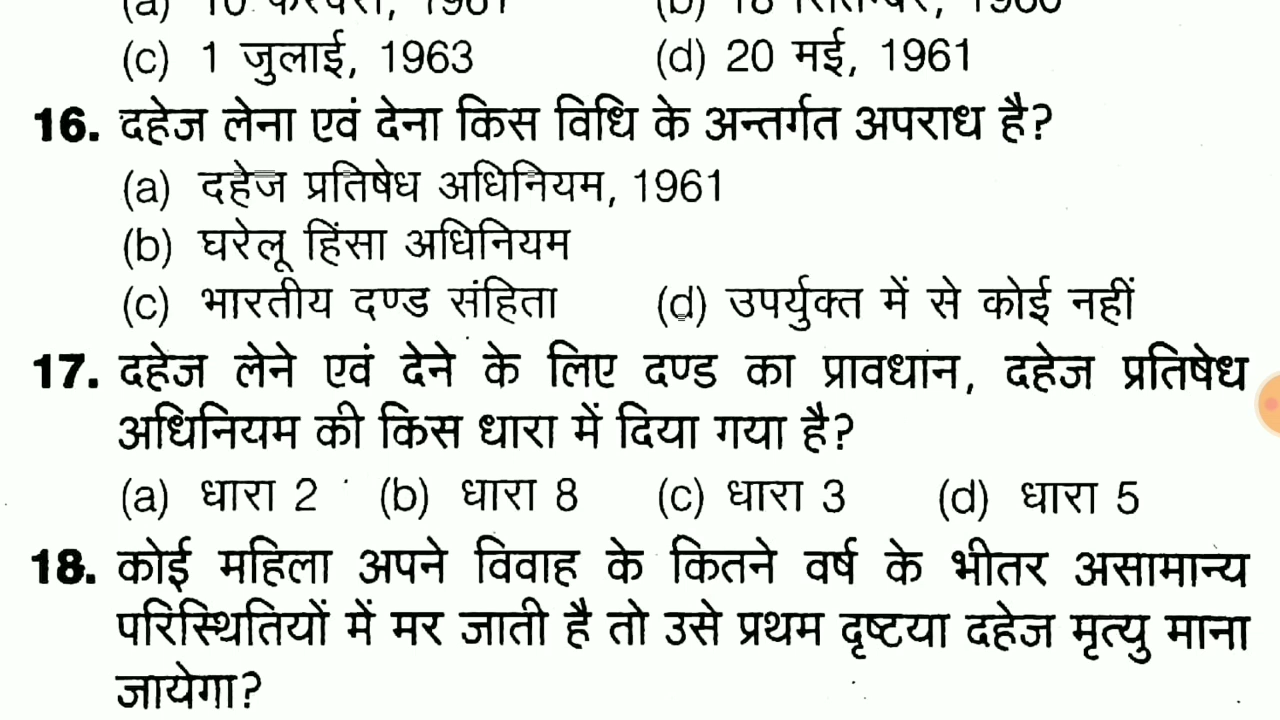 (c) 1 जुलाई, 1963 (d) 20 मई, 1961
16. दहेज लेना एवं देना किस विधि के अन्तर्गत अपराध है?
(a) दहेज प्रतिषेध अधिनियम, 1961
(b) घरेलू हिंसा अधिनियम
(c) भारतीय दण्ड संहिता (d) उपर्युक्त में से कोई नहीं
17. दहेज लेने एवं देने के लिए दण्ड का प्रावधान, दहेज प्रतिषेध
अधिनियम की किस धारा में दिया गया है?
(a) धारा 2 (b) धारा 8 (c) धारा 3 (d) धारा 5
18. कोई महिला अपने विवाह के कितने वर्ष के भीतर असामान्य
परिस्थितियों में मर जाती है तो उसे प्रथम दृष्टया दहेज मृत्यु माना
जायेगा?